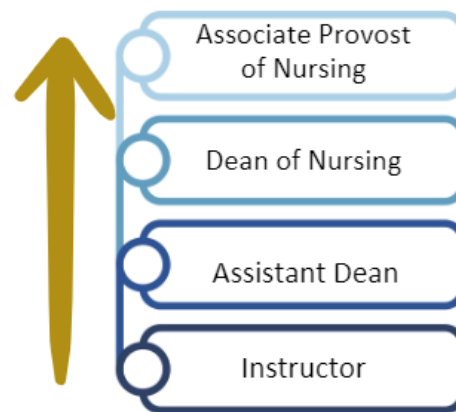 Associate Provost
of Nursing
Dean of Nursing
Assistant Dean
Instructor